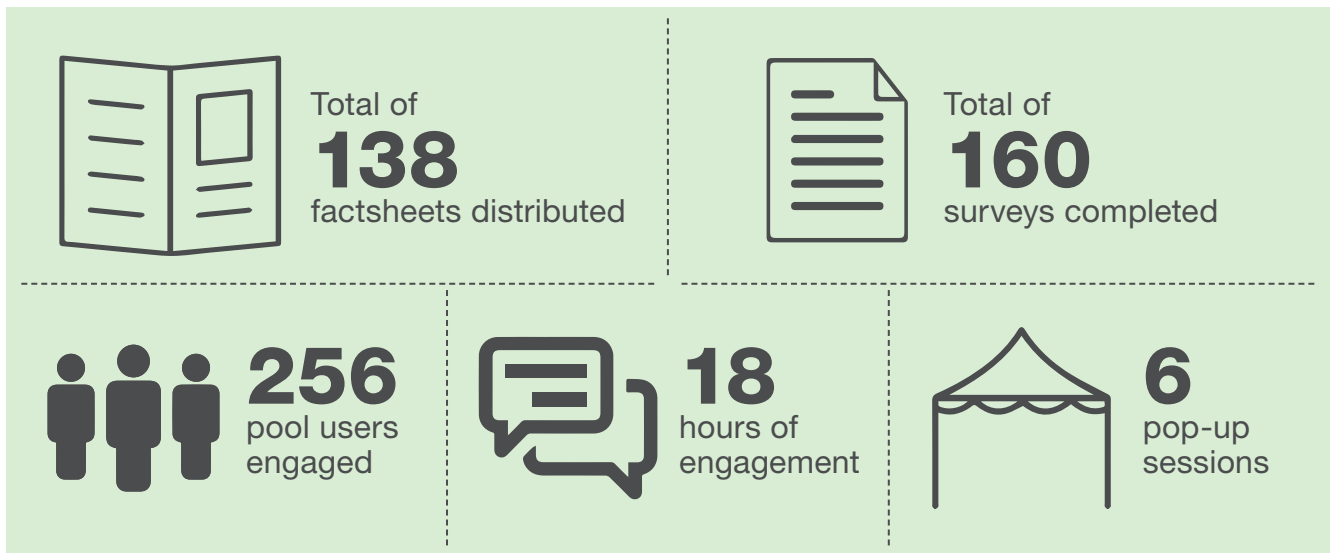 Total of
138
factsheets distributed
Total of
160
surveys completed
256
pool users
engaged
18
hours of
engagement
6
pop-up
sessions